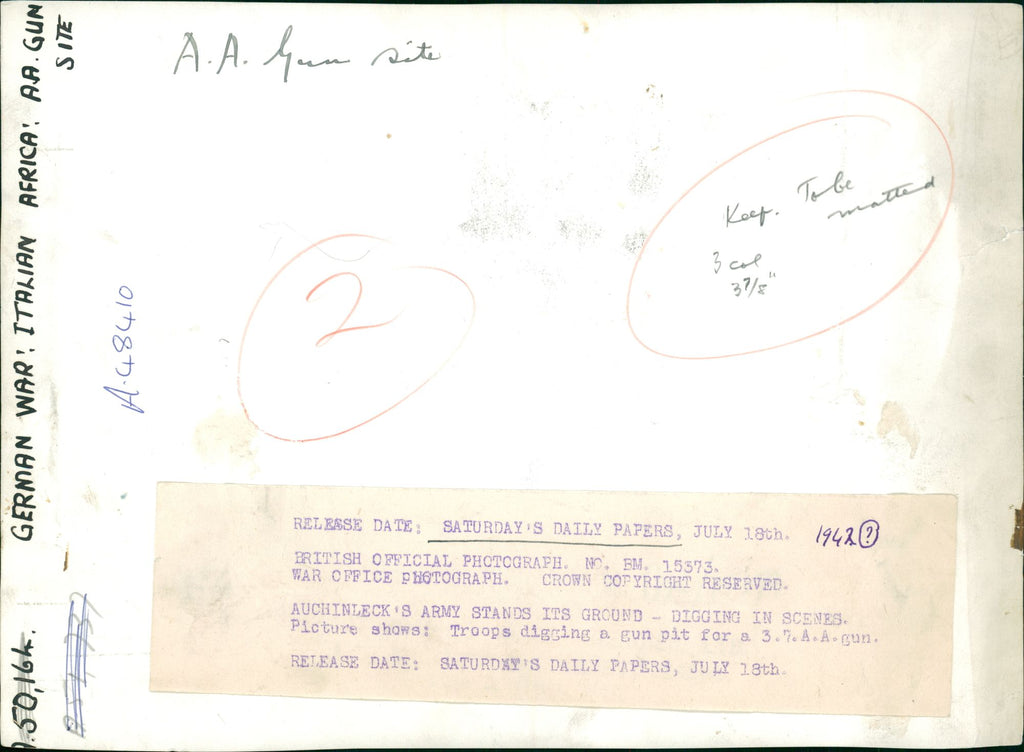 GERMAN WAR: ITALIAN AFRICA: A.A. GUN
SITE
A.50,164.
A.48410
A.A. Gun site
Keep. To be
matted
3 col
3 7/8"
2
RELEASE DATE: SATURDAY'S DAILY PAPERS, JULY 18th. 1942 ?
BRITISH OFFICIAL PHOTOGRAPH. NO. BM. 15373.
WAR OFFICE PHOTOGRAPH. CROWN COPYRIGHT RESERVED.
AUCHINLECK'S ARMY STANDS ITS GROUND - DIGGING IN SCENES.
Picture shows: Troops digging a gun pit for a 3.7.A.A.gun.
RELEASE DATE: SATURDAY'S DAILY PAPERS, JULY 18th.